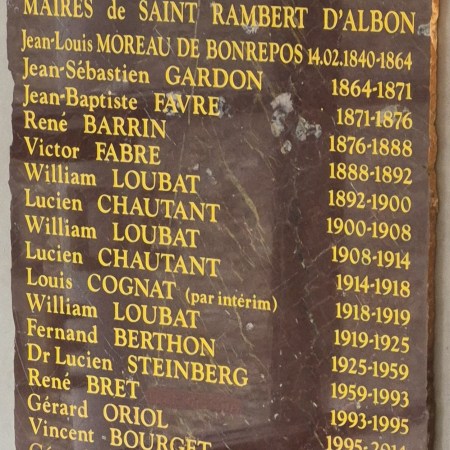 MAIRES de SAINT RAMBERT D'ALBON
Jean-Louis MOREAU DE BONREPOS 14.02.1840-1864
Jean-Sébastien GARDON 1864-1871
Jean-Baptiste FAVRE 1871-1876
René BARRIN 1876-1888
Victor FABRE 1888-1892
William LOUBAT 1892-1900
Lucien CHAUTANT 1900-1908
William LOUBAT 1908-1914
Lucien CHAUTANT 1914-1918
Louis COGNAT (par intérim) 1918-1919
William LOUBAT 1919-1925
Fernand BERTHON 1925-1959
Dr Lucien STEINBERG 1959-1993
René BRET 1993-1995
Gérard ORIOL 1995-2014
Vincent BOURGET